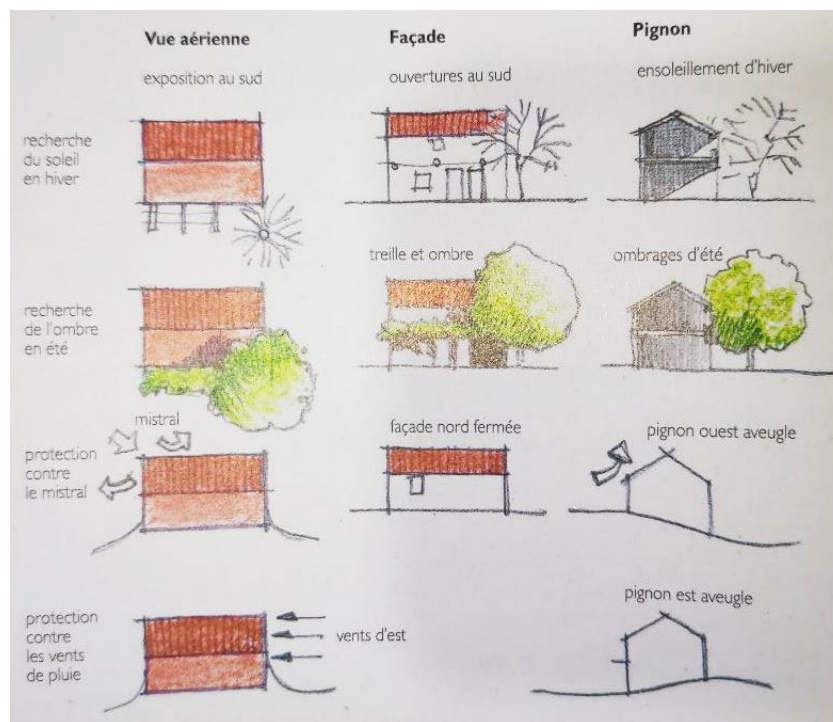 Vue aérienne
Façade
Pignon
exposition au sud
ouvertures au sud
ensoleillement d'hiver
recherche
du soleil
en hiver
treille et ombre
ombrages d'été
recherche
de l'ombre
en été
mistral
façade nord fermée
pignon ouest aveugle
protection
contre
le mistral
pignon est aveugle
protection
contre
les vents
de pluie
vents d'est